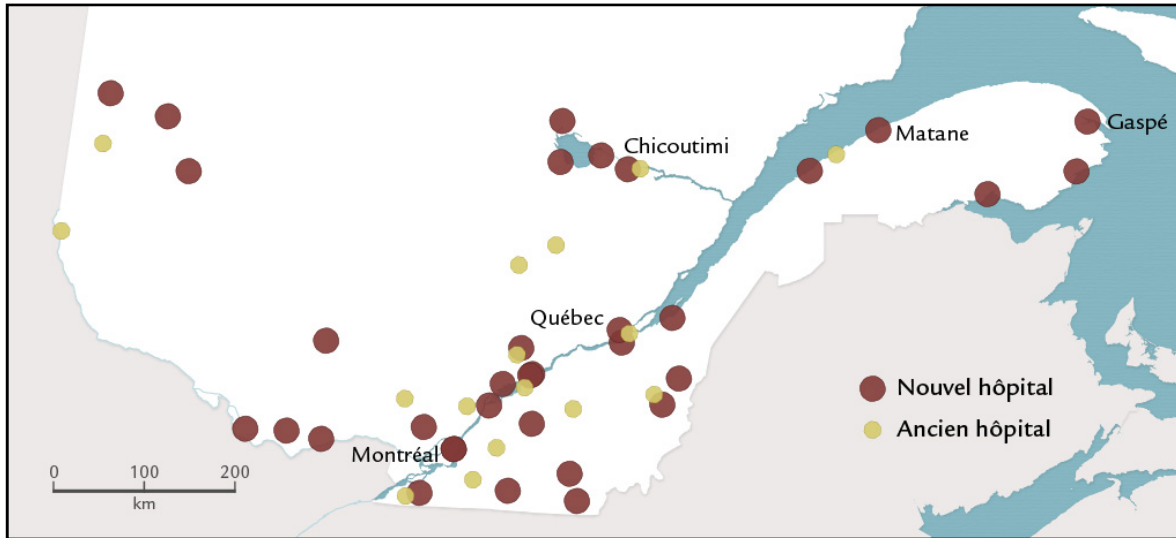 Gaspé
Matane
Chicoutimi
Québec
Nouvel hôpital
Ancien hôpital
Montréal
0 100 200
km